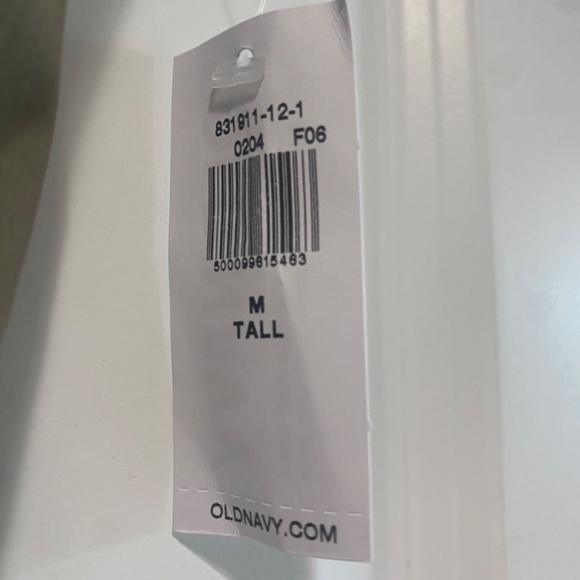 831911-12-1
0204 F06
500099615463
M
TALL
OLDNAVY.COM